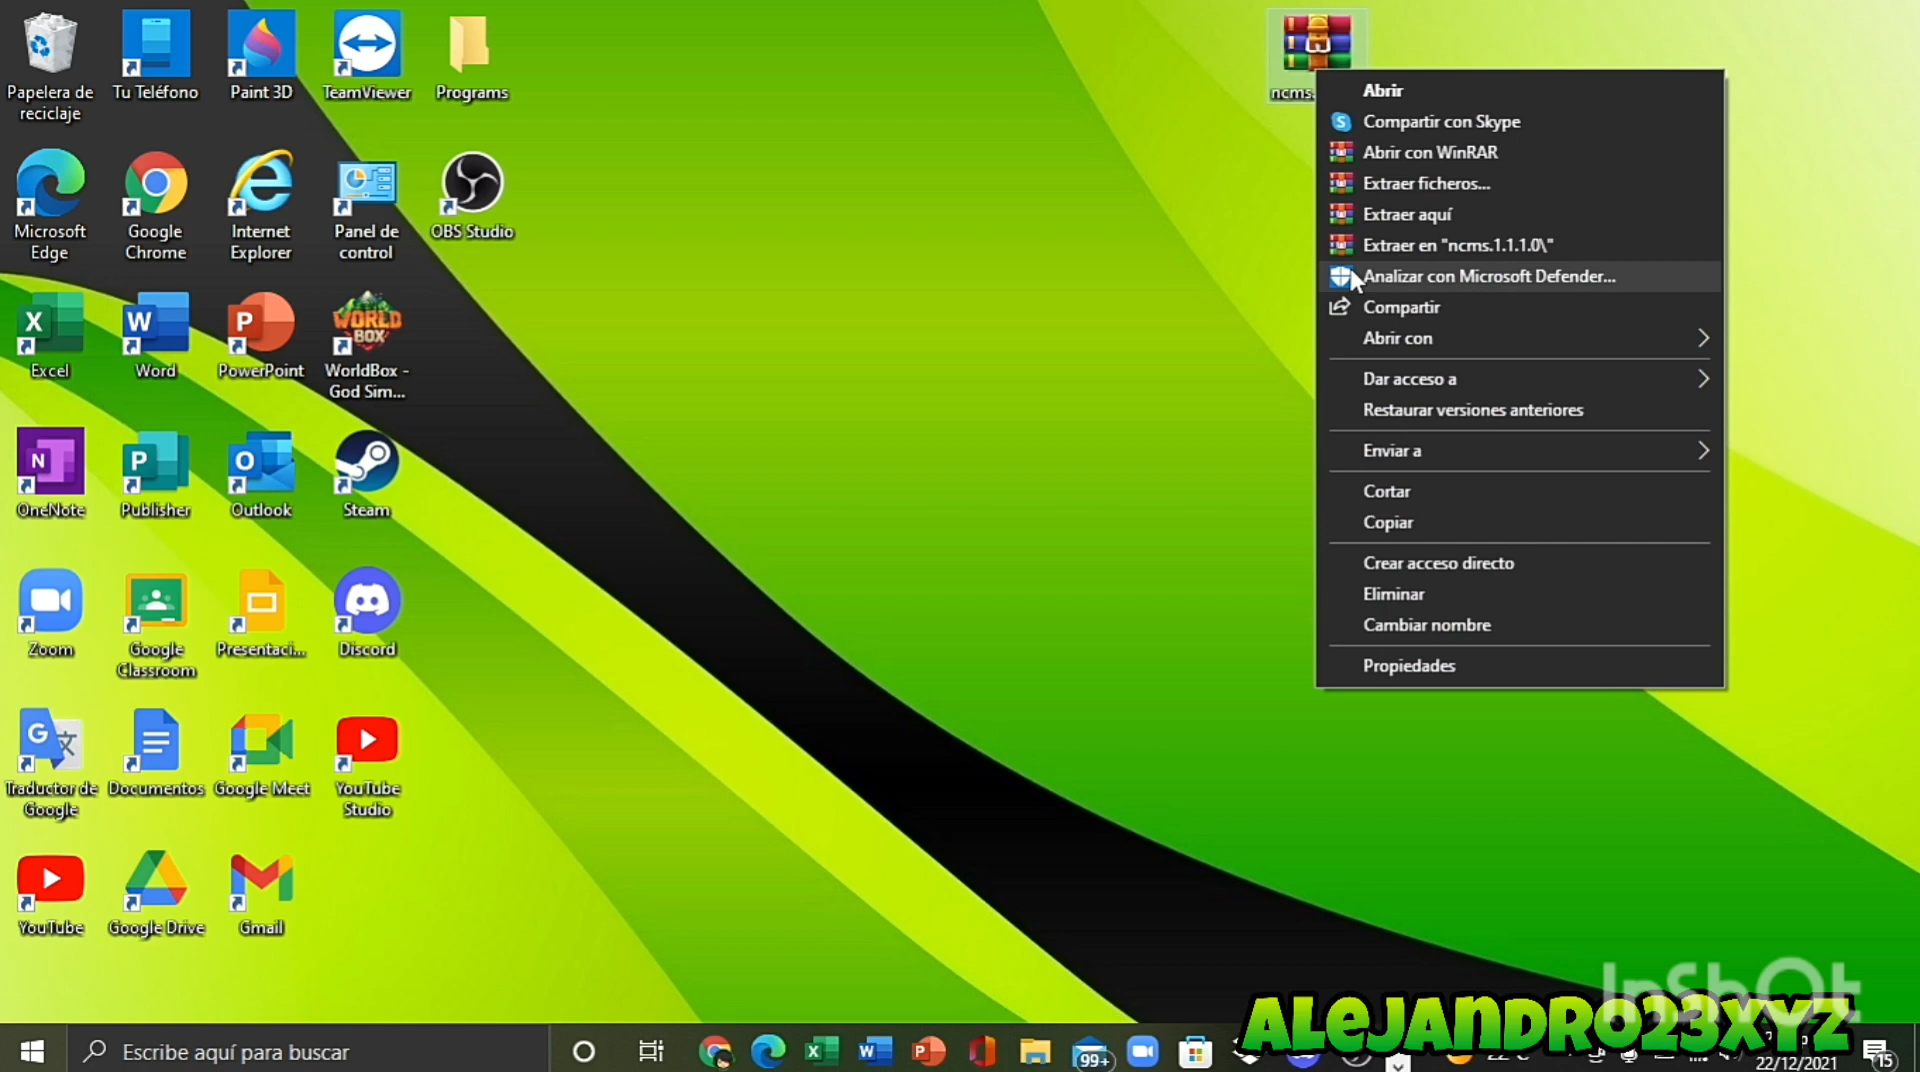 Papelera de
reciclaje
Tu Teléfono
Paint 3D
TeamViewer
Programs
Microsoft
Edge
Google
Chrome
Internet
Explorer
Panel de
control
OBS Studio
Excel
Word
PowerPoint
WORLD
BOX
WorldBox -
God Sim...
OneNote
Publisher
Outlook
Steam
Zoom
Google
Classroom
Presentaci...
Discord
Traductor de
Google
Documentos
Google Meet
YouTube
Studio
YouTube
Google Drive
Gmail
ncms.
Abrir
Compartir con Skype
Abrir con WinRAR
Extraer ficheros...
Extraer aquí
Extraer en "ncms.1.1.1.0\"
Analizar con Microsoft Defender...
Compartir
Abrir con
Dar acceso a
Restaurar versiones anteriores
Enviar a
Cortar
Copiar
Crear acceso directo
Eliminar
Cambiar nombre
Propiedades
InShOt
ALEJANDRO23XYZ
Escribe aquí para buscar
99+
22/12/2021
15